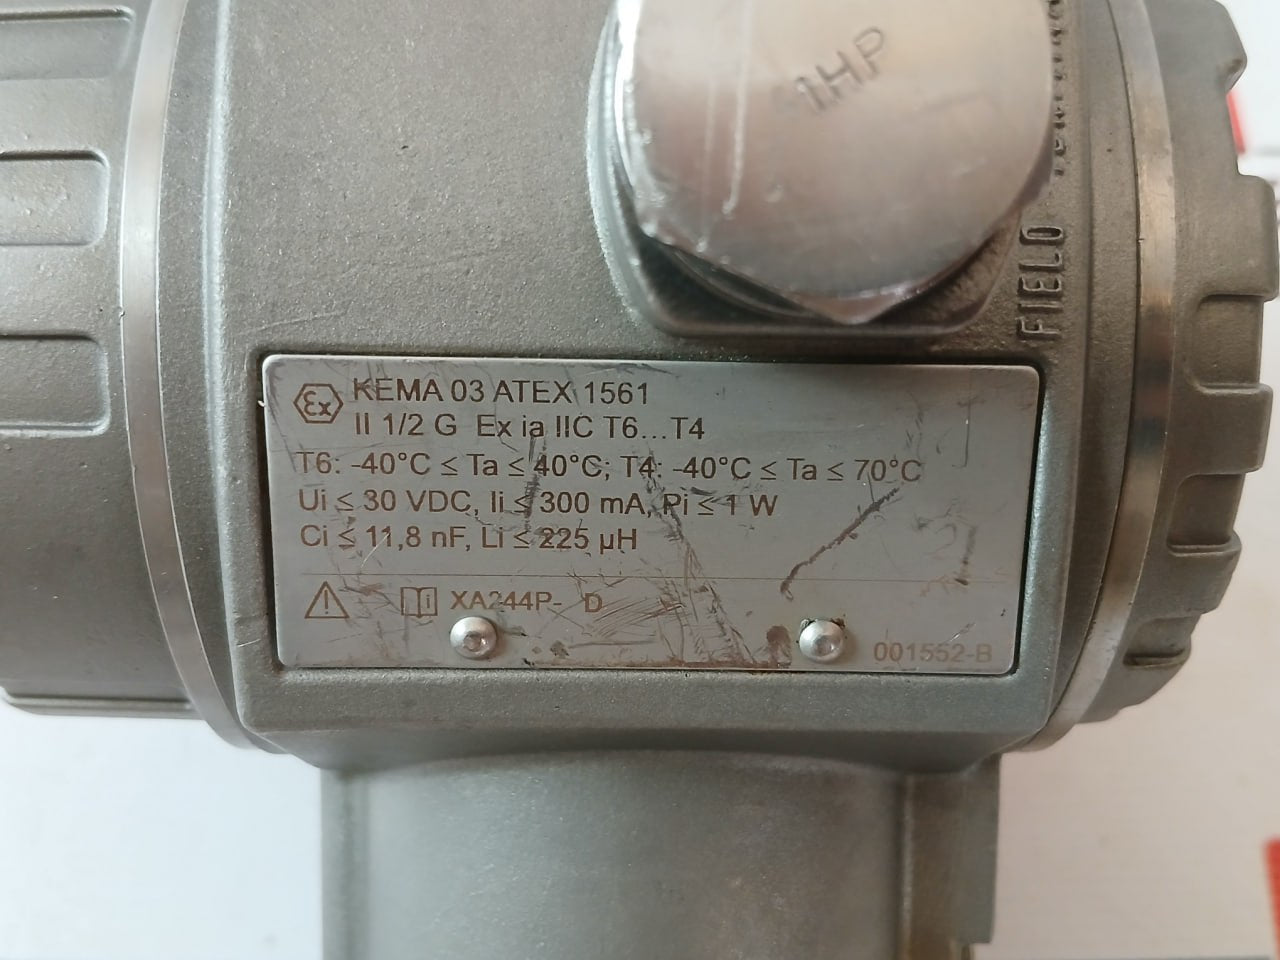 1HP
FIELD
Ex KEMA 03 ATEX 1561
II 1/2 G Ex ia IIC T6...T4
T6: -40°C ≤ Ta ≤ 40°C; T4: -40°C ≤ Ta ≤ 70°C
Ui ≤ 30 VDC, Ii ≤ 300 mA, Pi ≤ 1 W
Ci ≤ 11,8 nF, Li ≤ 225 µH
i XA244P- D
001552-B